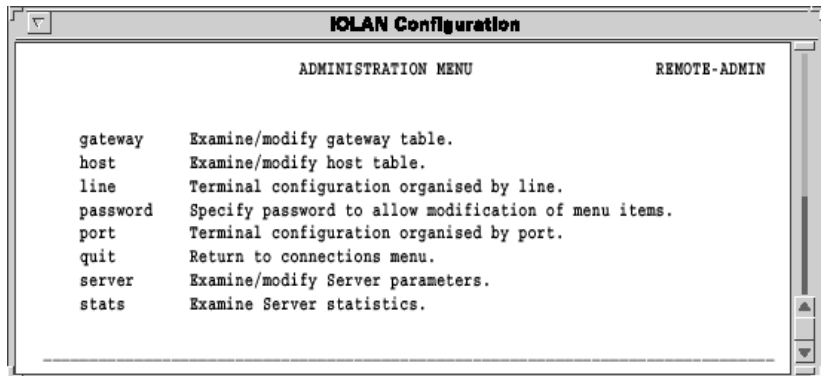 IOLAN Configuration
ADMINISTRATION MENU REMOTE-ADMIN
gateway Examine/modify gateway table.
host Examine/modify host table.
line Terminal configuration organised by line.
password Specify password to allow modification of menu items.
port Terminal configuration organised by port.
quit Return to connections menu.
server Examine/modify Server parameters.
stats Examine Server statistics.